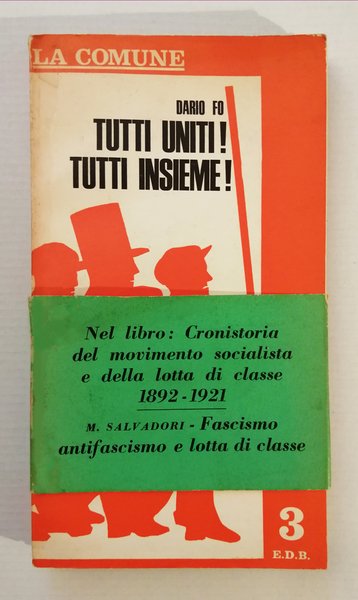 LA COMUNE
DARIO FO
TUTTI UNITI!
TUTTI INSIEME!
Nel libro: Cronistoria
del movimento socialista
e della lotta di classe
1892-1921
M. SALVADORI - Fascismo
antifascismo e lotta di classe
3
E.D.B.